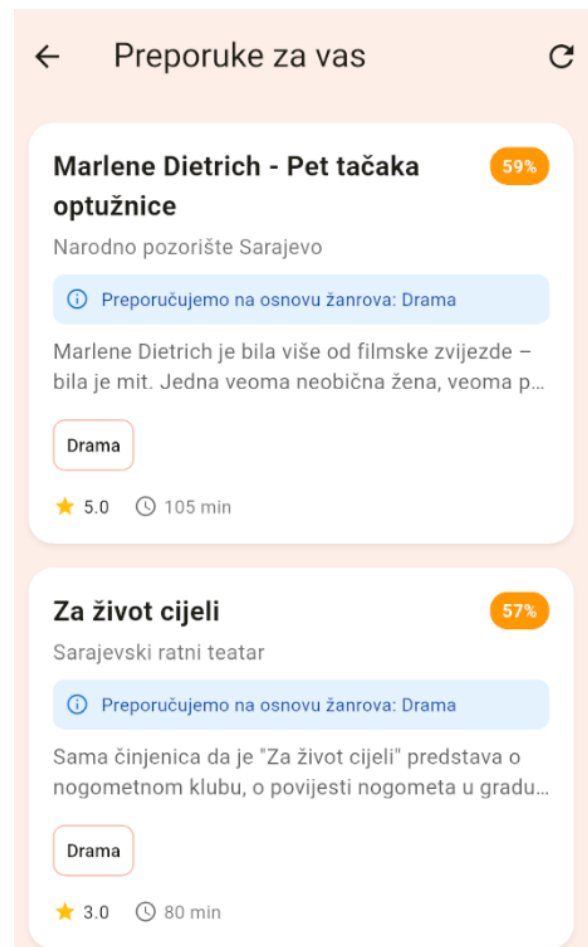 Preporuke za vas
Marlene Dietrich - Pet tačaka
optužnice
59%
Narodno pozorište Sarajevo
Preporučujemo na osnovu žanrova: Drama
Marlene Dietrich je bila više od filmske zvijezde –
bila je mit. Jedna veoma neobična žena, veoma p...
Drama
5.0 105 min
Za život cijeli
57%
Sarajevski ratni teatar
Preporučujemo na osnovu žanrova: Drama
Sama činjenica da je "Za život cijeli" predstava o
nogometnom klubu, o povijesti nogometa u gradu...
Drama
3.0 80 min